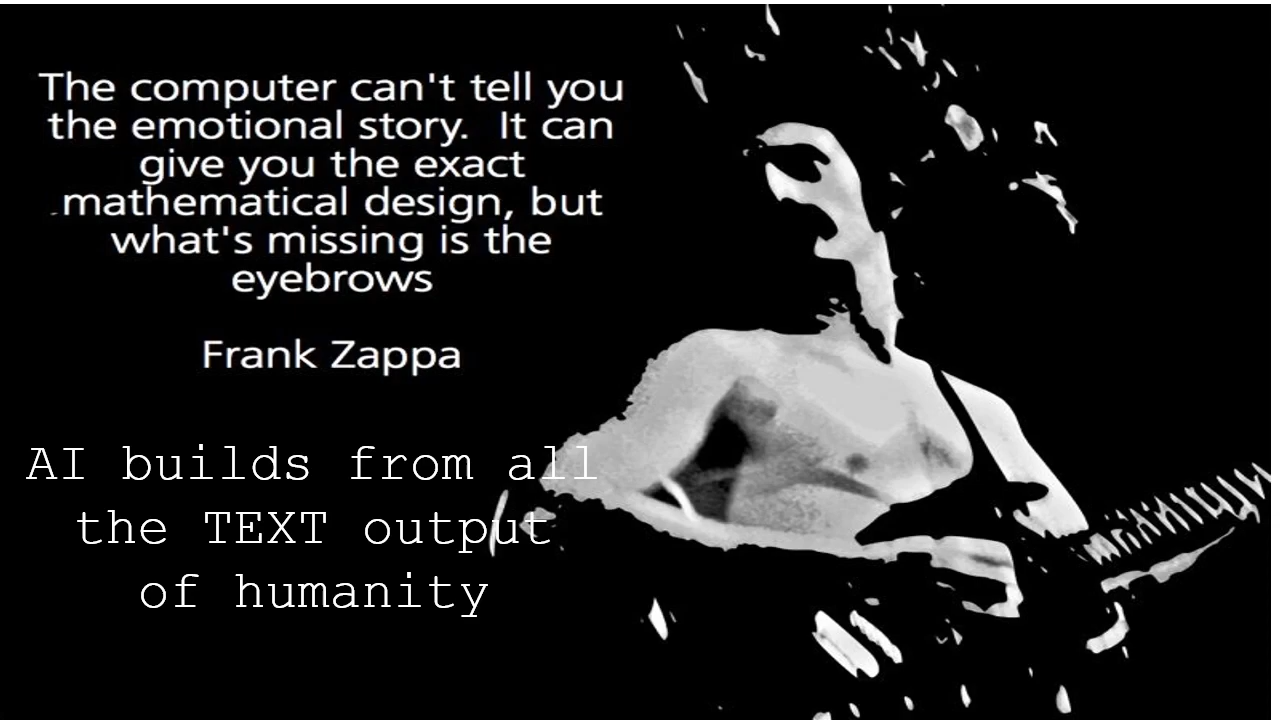 The computer can't tell you
the emotional story.  It can
give you the exact
mathematical design, but
what's missing is the
eyebrows
Frank Zappa
AI builds from all
the TEXT output
of humanity